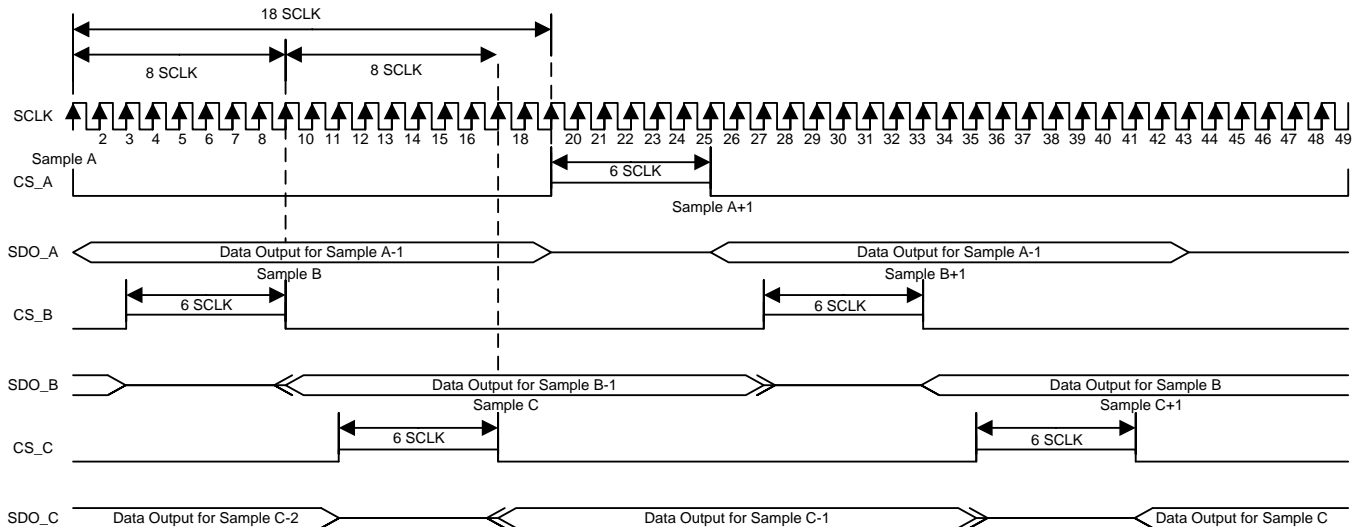 18 SCLK
8 SCLK 8 SCLK
SCLK
2 3 4 5 6 7 8 10 11 12 13 14 15 16 18 20 21 22 23 24 25 26 27 28 29 30 31 32 33 34 35 36 37 38 39 40 41 42 43 44 45 46 47 48 49
Sample A
CS_A
6 SCLK
Sample A+1
SDO_A Data Output for Sample A-1 Data Output for Sample A-1
Sample B Sample B+1
CS_B 6 SCLK 6 SCLK
SDO_B Data Output for Sample B-1 Data Output for Sample B
Sample C Sample C+1
CS_C 6 SCLK 6 SCLK
SDO_C Data Output for Sample C-2 Data Output for Sample C-1 Data Output for Sample C